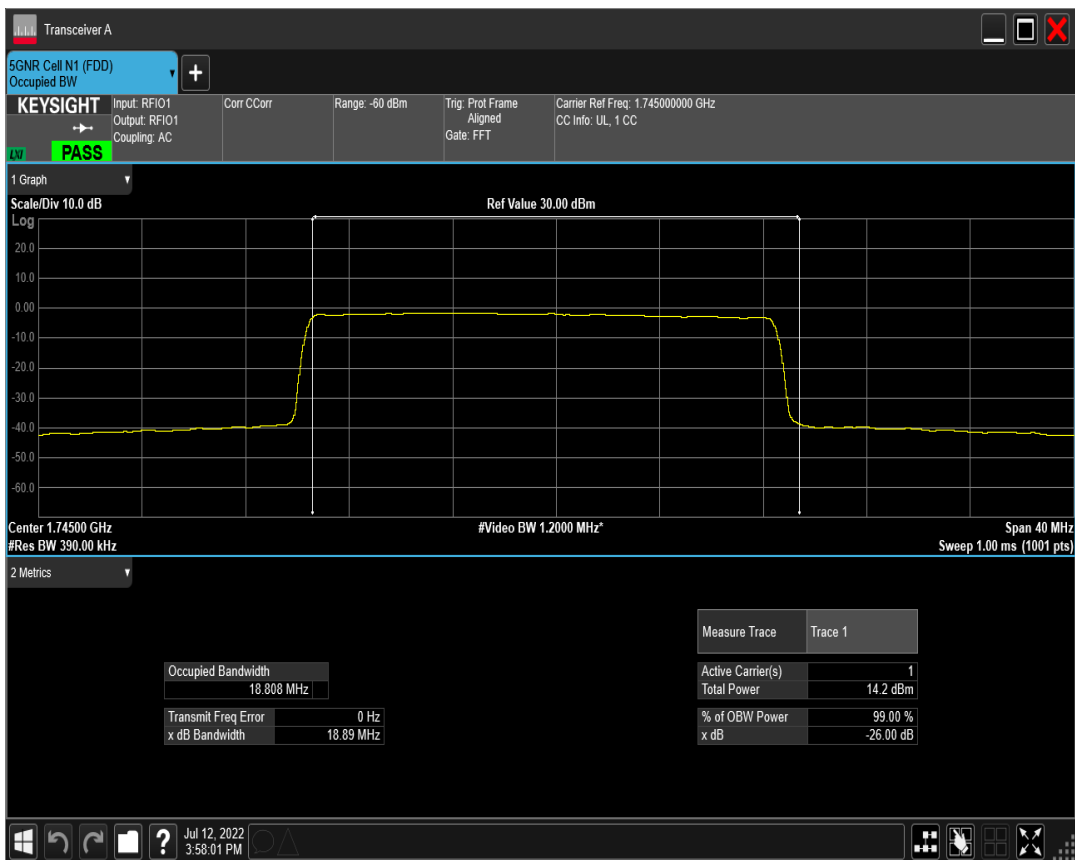 Transceiver A
5GNR Cell N1 (FDD)
Occupied BW
+
KEYSIGHT
LXI
PASS
Input: RFIO1
Output: RFIO1
Coupling: AC
Corr CCorr
Range: -60 dBm
Trig: Prot Frame
Aligned
Gate: FFT
Carrier Ref Freq: 1.745000000 GHz
CC Info: UL, 1 CC
1 Graph
Scale/Div 10.0 dB
Ref Value 30.00 dBm
Log
20.0
10.0
0.00
-10.0
-20.0
-30.0
-40.0
-50.0
-60.0
Center 1.74500 GHz
#Video BW 1.2000 MHz*
Span 40 MHz
#Res BW 390.00 kHz
Sweep 1.00 ms (1001 pts)
2 Metrics
Measure Trace Trace 1
Occupied Bandwidth
18.808 MHz
Active Carrier(s) 1
Total Power 14.2 dBm
Transmit Freq Error 0 Hz
x dB Bandwidth 18.89 MHz
% of OBW Power 99.00 %
x dB -26.00 dB
?
Jul 12, 2022
3:58:01 PM